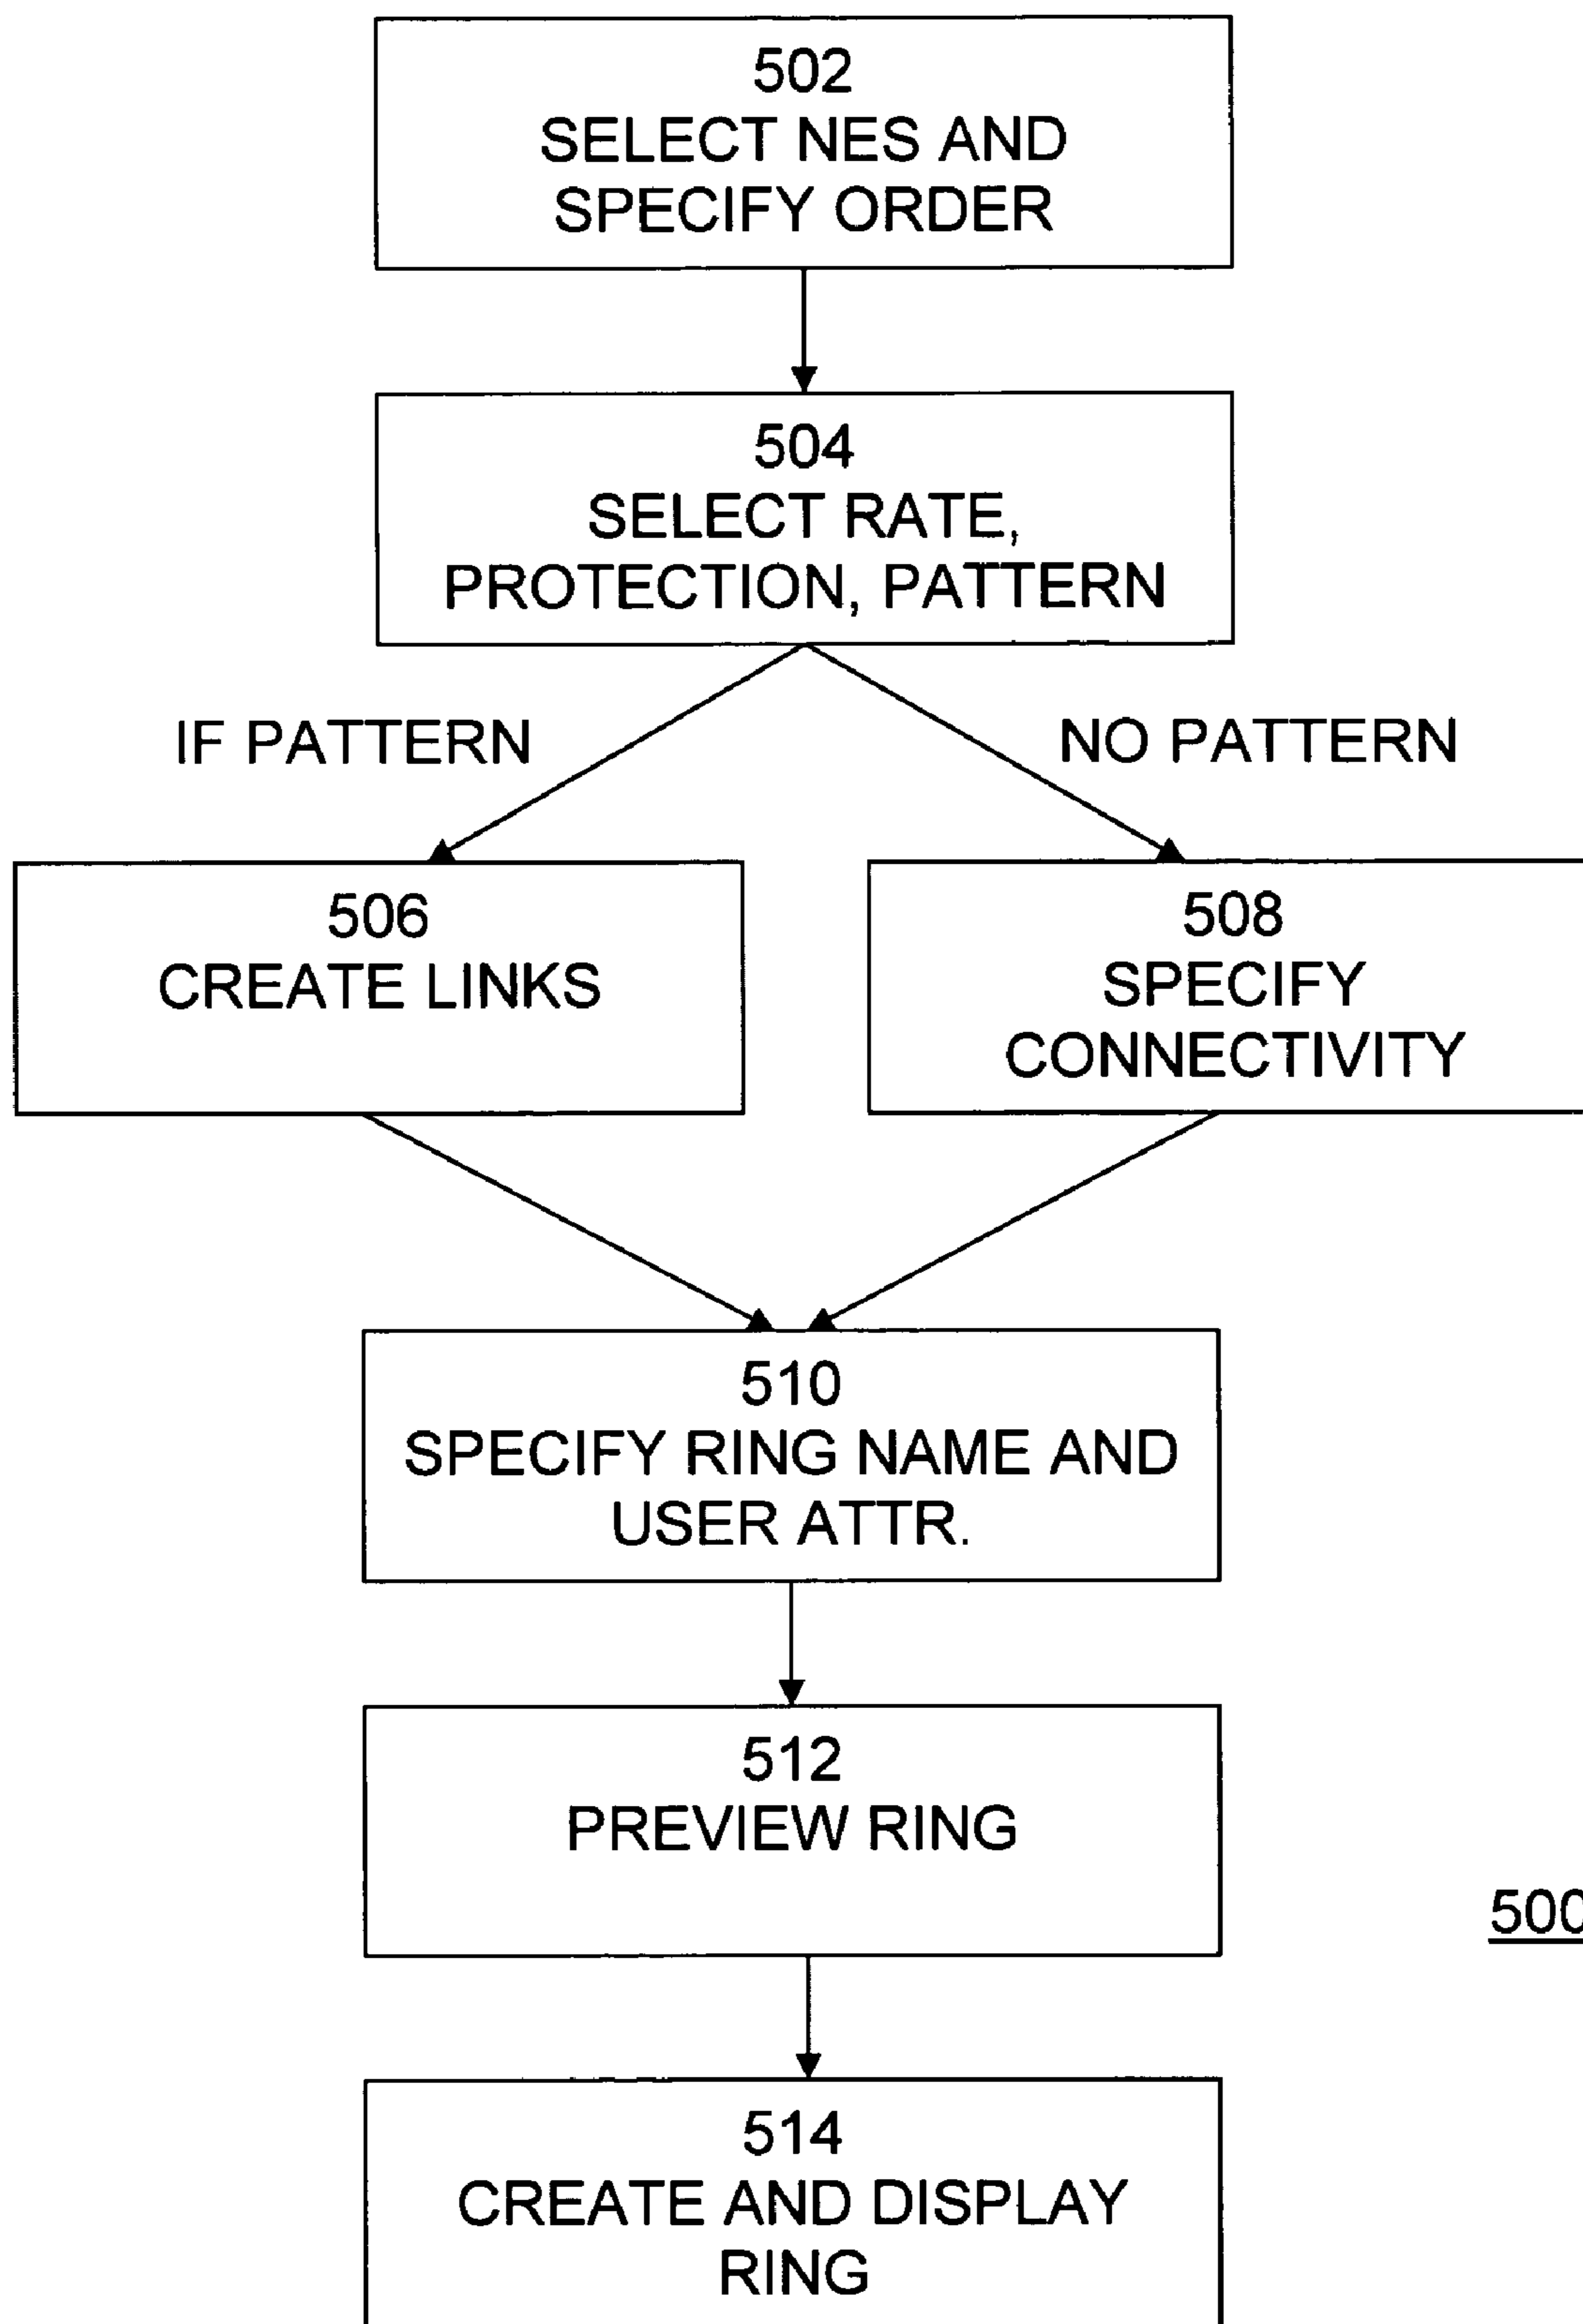 502
SELECT NES AND
SPECIFY ORDER
504
SELECT RATE,
PROTECTION, PATTERN
IF PATTERN
NO PATTERN
506
CREATE LINKS
508
SPECIFY
CONNECTIVITY
510
SPECIFY RING NAME AND
USER ATTR.
512
PREVIEW RING
500
514
CREATE AND DISPLAY
RING